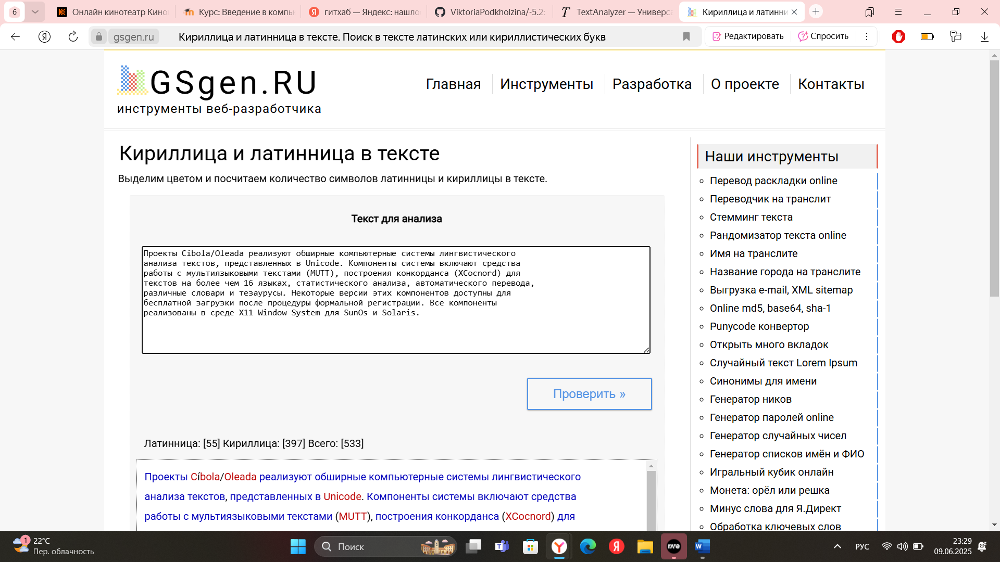 6
Онлайн кинотеатр Кино
Курс: Введение в компь
гитхаб — Яндекс: нашло
ViktoriaPodkholzina/-5.2:
TextAnalyzer — Универса
Кириллица и латинни
gsgen.ru
Кириллица и латинница в тексте. Поиск в тексте латинских или кириллистических букв
Редактировать
Спросить
GSgen.RU
инструменты веб-разработчика
Главная
Инструменты
Разработка
О проекте
Контакты
Кириллица и латинница в тексте
Выделим цветом и посчитаем количество символов латинницы и кириллицы в тексте.
Текст для анализа
Проекты Cíbola/Oleada реализуют обширные компьютерные системы лингвистического
анализа текстов, представленных в Unicode. Компоненты системы включают средства
работы с мультиязыковыми текстами (MUTT), построения конкорданса (XCocnord) для
текстов на более чем 16 языках, статистического анализа, автоматического перевода,
различные словари и тезаурусы. Некоторые версии этих компонентов доступны для
бесплатной загрузки после процедуры формальной регистрации. Все компоненты
реализованы в среде X11 Window System для SunOs и Solaris.
Проверить »
Латинница: [55] Кириллица: [397] Всего: [533]
Проекты Cíbola/Oleada реализуют обширные компьютерные системы лингвистического
анализа текстов, представленных в Unicode. Компоненты системы включают средства
работы с мультиязыковыми текстами (MUTT), построения конкорданса (XCocnord) для
Наши инструменты
Перевод раскладки online
Переводчик на транслит
Стемминг текста
Рандомизатор текста online
Имя на транслите
Название города на транслите
Выгрузка e-mail, XML sitemap
Online md5, base64, sha-1
Punycode конвертор
Открыть много вкладок
Случайный текст Lorem Ipsum
Синонимы для имени
Генератор ников
Генератор паролей online
Генератор случайных чисел
Генератор списков имён и ФИО
Игральный кубик онлайн
Монета: орёл или решка
Минус слова для Я.Директ
Обработка ключевых слов
1
22°C
Пер. облачность
Поиск
rave
РУС
23:29
09.06.2025